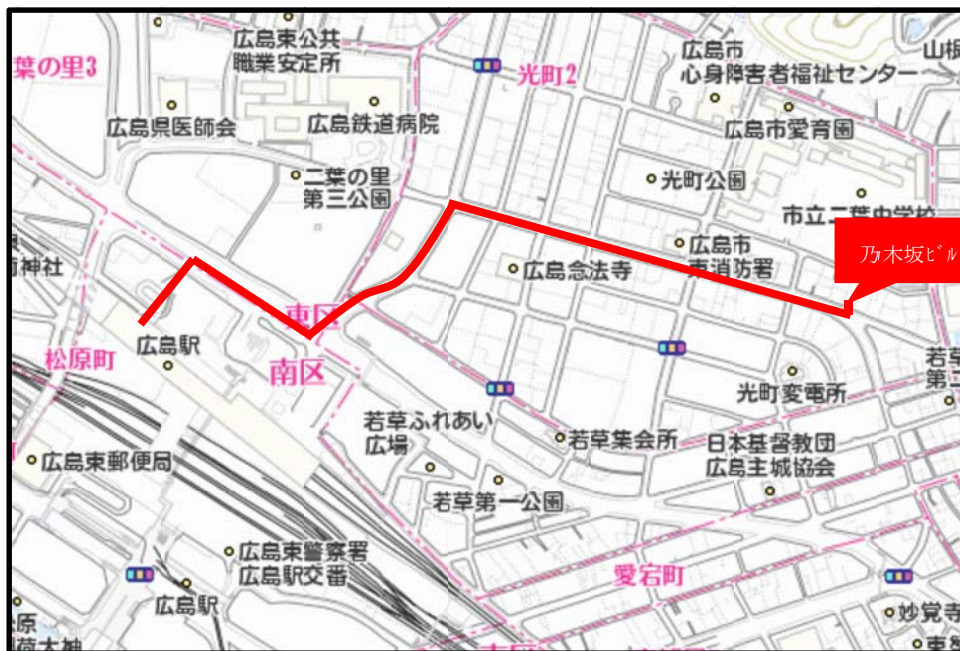 広島東公共
職業安定所
葉の里3
光町2
広島市
心身障害者福祉センター
山根
広島県医師会
広島鉄道病院
広島市愛育園
二葉の里
第三公園
光町公園
市立二葉中学校
広島市
東消防署
乃木坂ビル
広島念法寺
神社
広島駅
東区
松原町
南区
光町変電所
若草
第二
若草ふれあい
広場
若草集会所
日本基督教団
広島主城協会
広島東郵便局
若草第一公園
広島東警察署
広島駅交番
愛宕町
広島駅
妙覚寺
原
荷大神